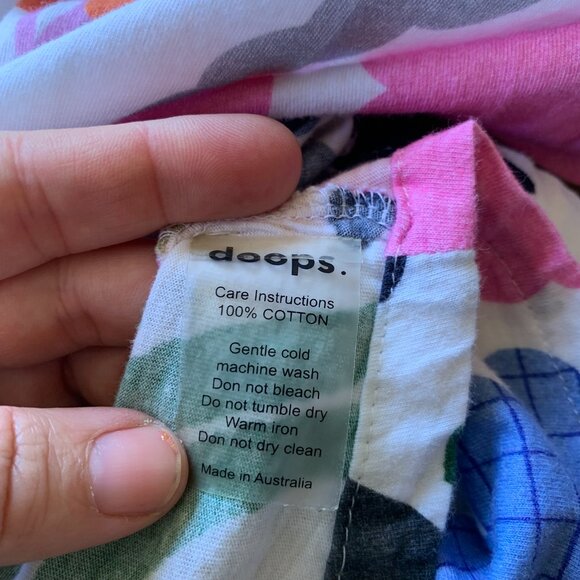 doops.
Care Instructions
100% COTTON
Gentle cold
machine wash
Don not bleach
Do not tumble dry
Warm iron
Don not dry clean
Made in Australia